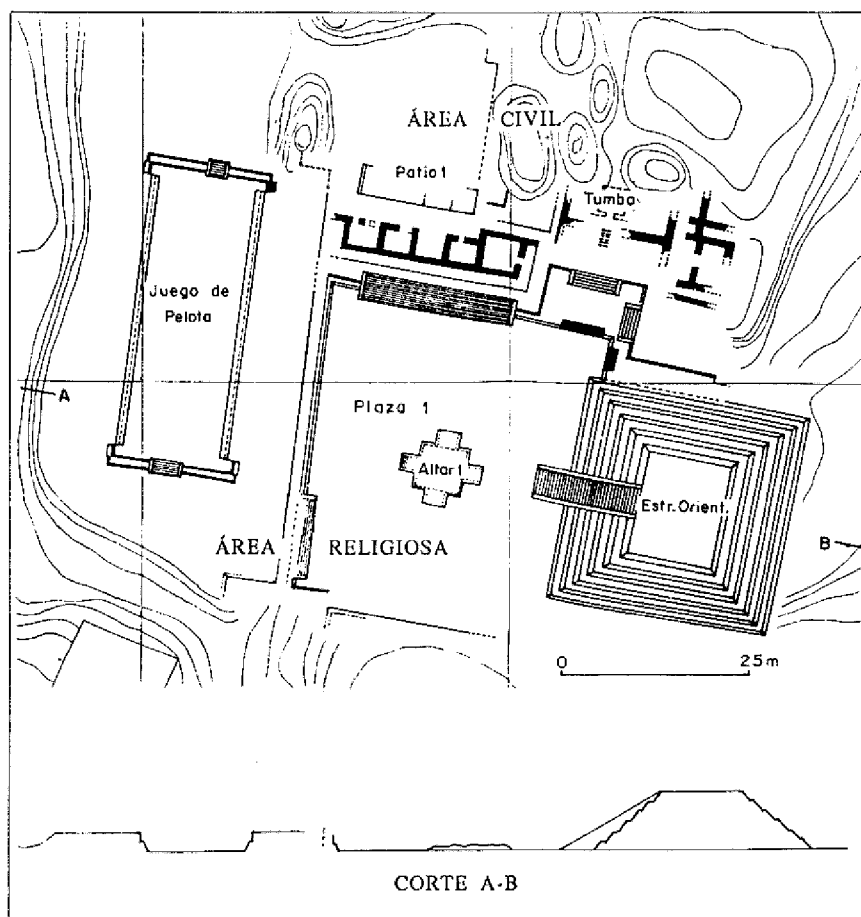 ÁREA CIVIL
Patio 1
Tumba
Juego de
Pelota
A
Plaza 1
Altar 1
Estr. Orient.
ÁREA RELIGIOSA
B
0 25 m
CORTE A-B